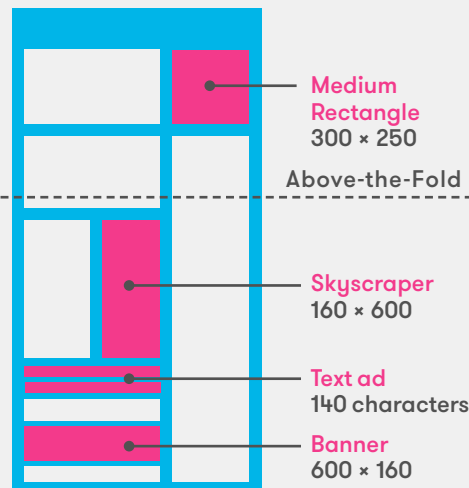 Medium
Rectangle
300 × 250
Above-the-Fold
Skyscraper
160 × 600
Text ad
140 characters
Banner
600 × 160